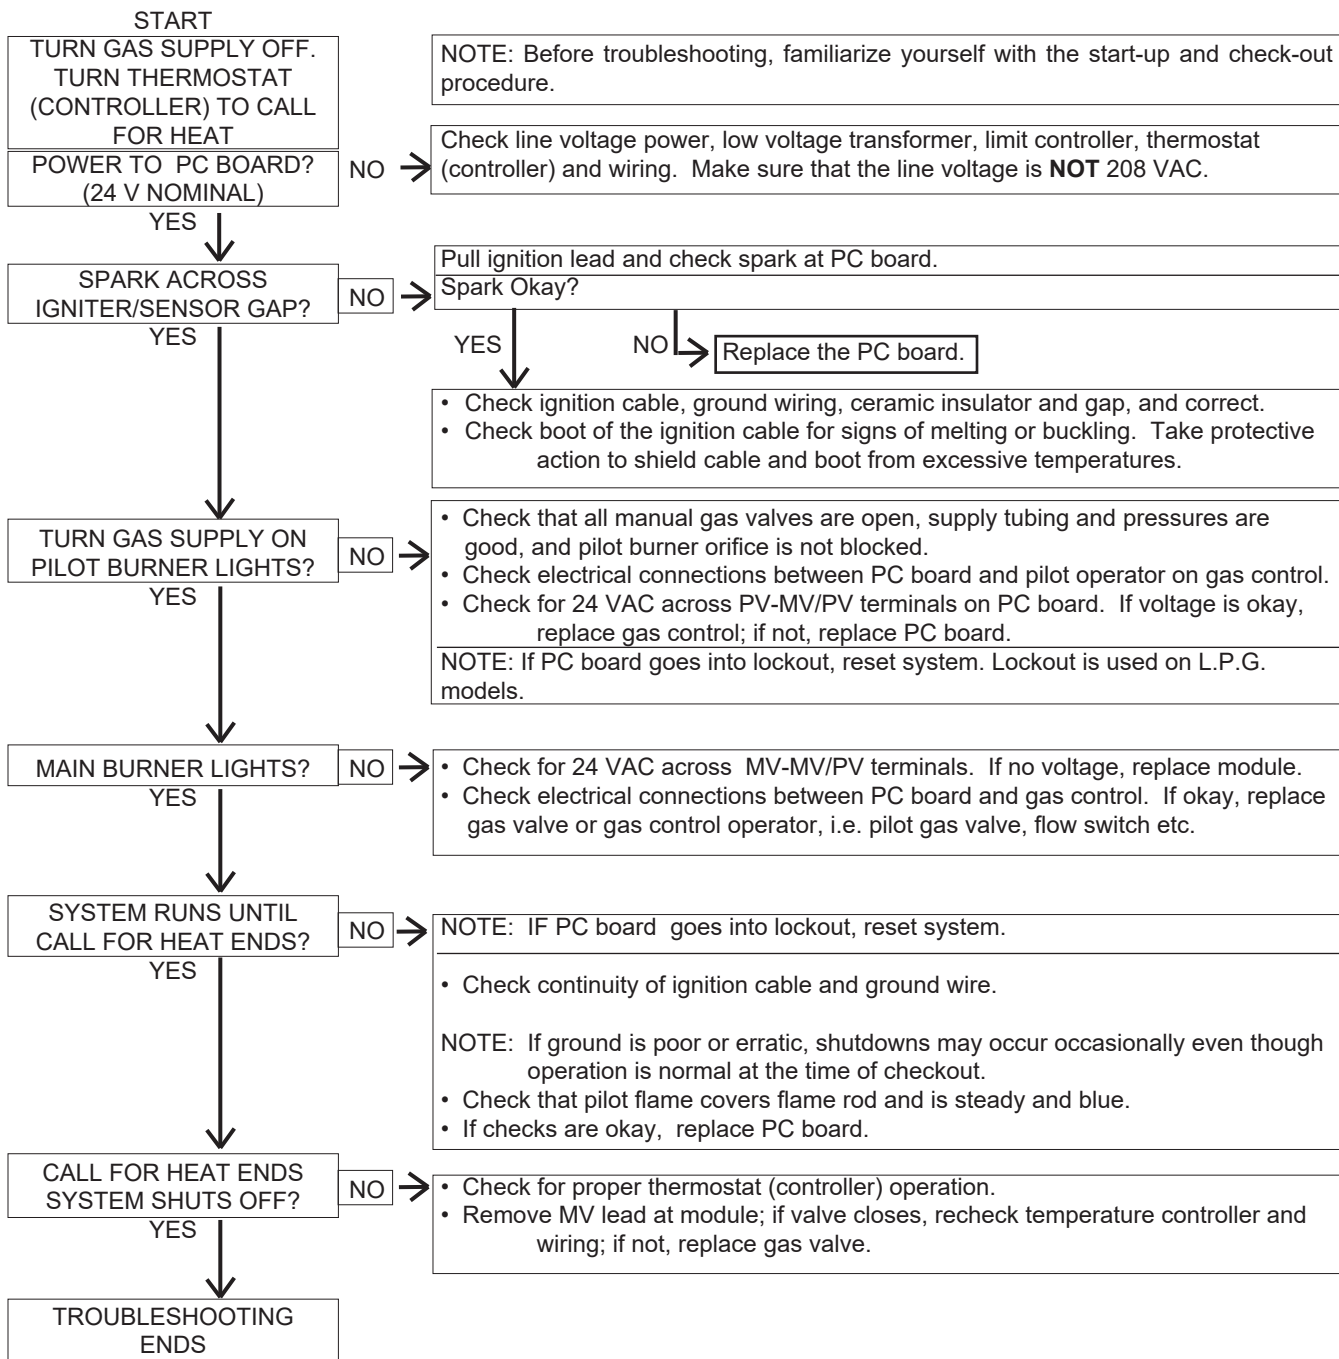 START
TURN GAS SUPPLY OFF.
TURN THERMOSTAT
(CONTROLLER) TO CALL
FOR HEAT
NOTE: Before troubleshooting, familiarize yourself with the start-up and check-out
procedure.
POWER TO PC BOARD?
(24 V NOMINAL)
NO
Check line voltage power, low voltage transformer, limit controller, thermostat
(controller) and wiring. Make sure that the line voltage is NOT 208 VAC.
YES
SPARK ACROSS
IGNITER/SENSOR GAP?
NO
Pull ignition lead and check spark at PC board.
Spark Okay?
YES
YES
NO
Replace the PC board.
• Check ignition cable, ground wiring, ceramic insulator and gap, and correct.
• Check boot of the ignition cable for signs of melting or buckling. Take protective
action to shield cable and boot from excessive temperatures.
TURN GAS SUPPLY ON
PILOT BURNER LIGHTS?
NO
• Check that all manual gas valves are open, supply tubing and pressures are
good, and pilot burner orifice is not blocked.
• Check electrical connections between PC board and pilot operator on gas control.
• Check for 24 VAC across PV-MV/PV terminals on PC board. If voltage is okay,
replace gas control; if not, replace PC board.
NOTE: If PC board goes into lockout, reset system. Lockout is used on L.P.G.
models.
YES
MAIN BURNER LIGHTS?
NO
• Check for 24 VAC across MV-MV/PV terminals. If no voltage, replace module.
• Check electrical connections between PC board and gas control. If okay, replace
gas valve or gas control operator, i.e. pilot gas valve, flow switch etc.
YES
SYSTEM RUNS UNTIL
CALL FOR HEAT ENDS?
NO
NOTE: IF PC board goes into lockout, reset system.
• Check continuity of ignition cable and ground wire.
NOTE: If ground is poor or erratic, shutdowns may occur occasionally even though
operation is normal at the time of checkout.
• Check that pilot flame covers flame rod and is steady and blue.
• If checks are okay, replace PC board.
YES
CALL FOR HEAT ENDS
SYSTEM SHUTS OFF?
NO
• Check for proper thermostat (controller) operation.
• Remove MV lead at module; if valve closes, recheck temperature controller and
wiring; if not, replace gas valve.
YES
TROUBLESHOOTING
ENDS